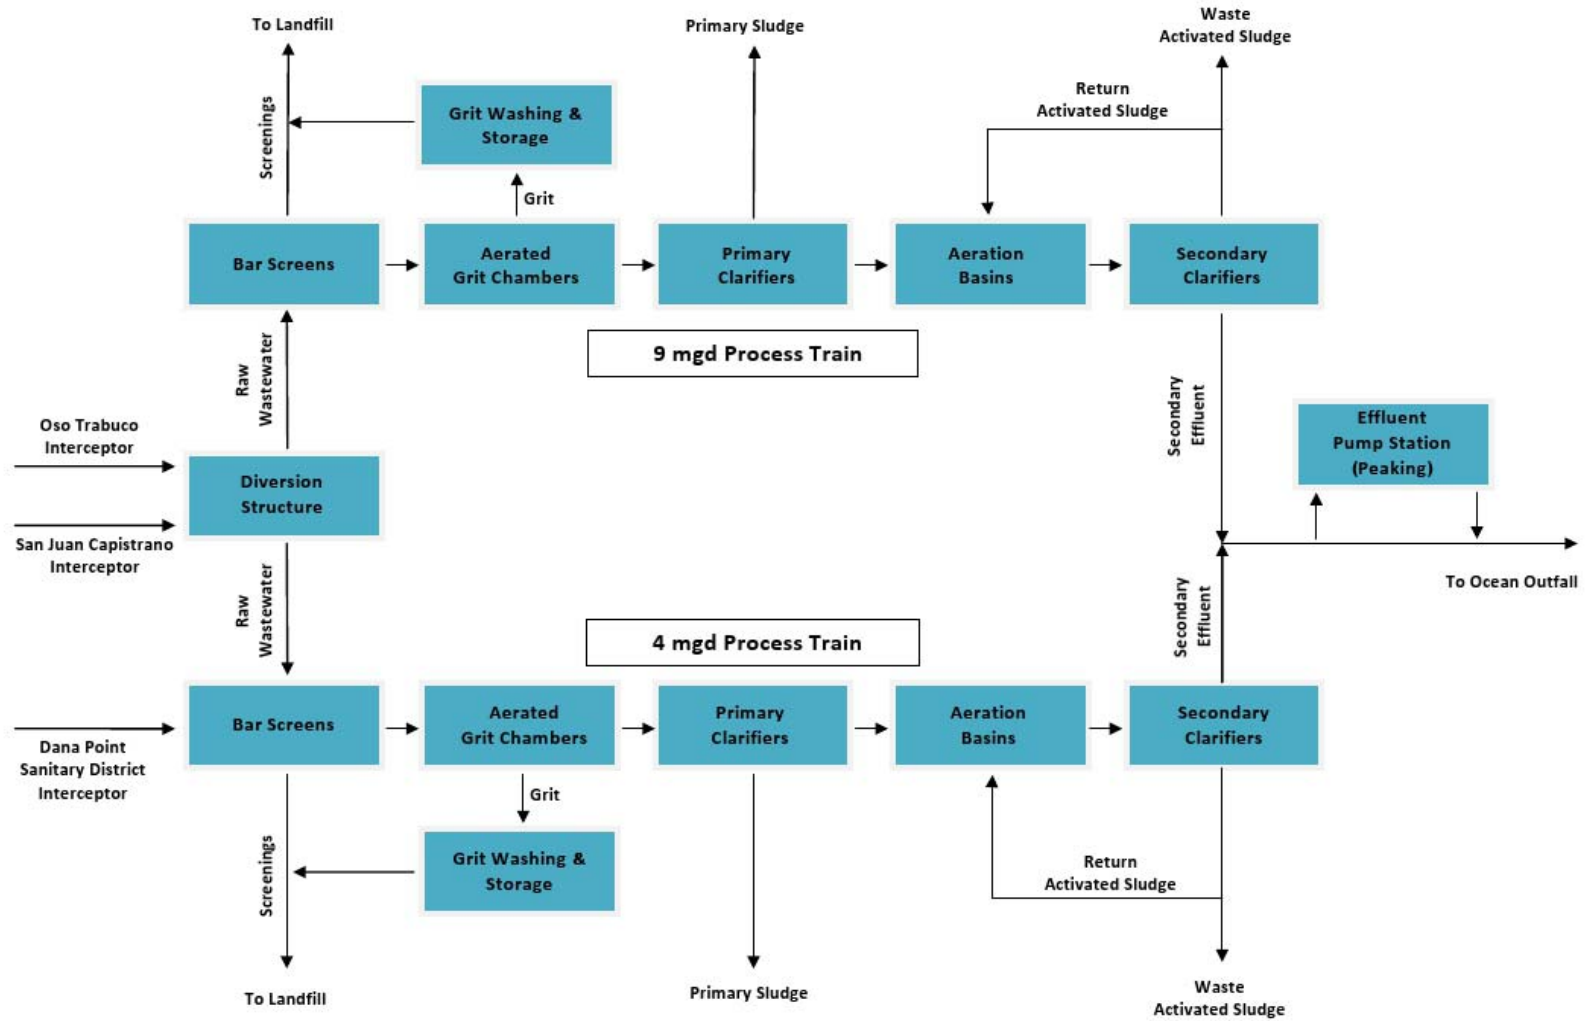 To Landfill
Primary Sludge
Waste
Activated Sludge
Screenings
Grit Washing &
Storage
Return
Activated Sludge
Grit
Bar Screens
Aerated
Grit Chambers
Primary
Clarifiers
Aeration
Basins
Secondary
Clarifiers
9 mgd Process Train
Raw
Wastewater
Secondary
Effluent
Oso Trabuco
Interceptor
Effluent
Pump Station
(Peaking)
Diversion
Structure
San Juan Capistrano
Interceptor
To Ocean Outfall
Raw
Wastewater
Secondary
Effluent
4 mgd Process Train
Bar Screens
Aerated
Grit Chambers
Primary
Clarifiers
Aeration
Basins
Secondary
Clarifiers
Dana Point
Sanitary District
Interceptor
Grit
Screenings
Grit Washing &
Storage
Return
Activated Sludge
To Landfill
Primary Sludge
Waste
Activated Sludge